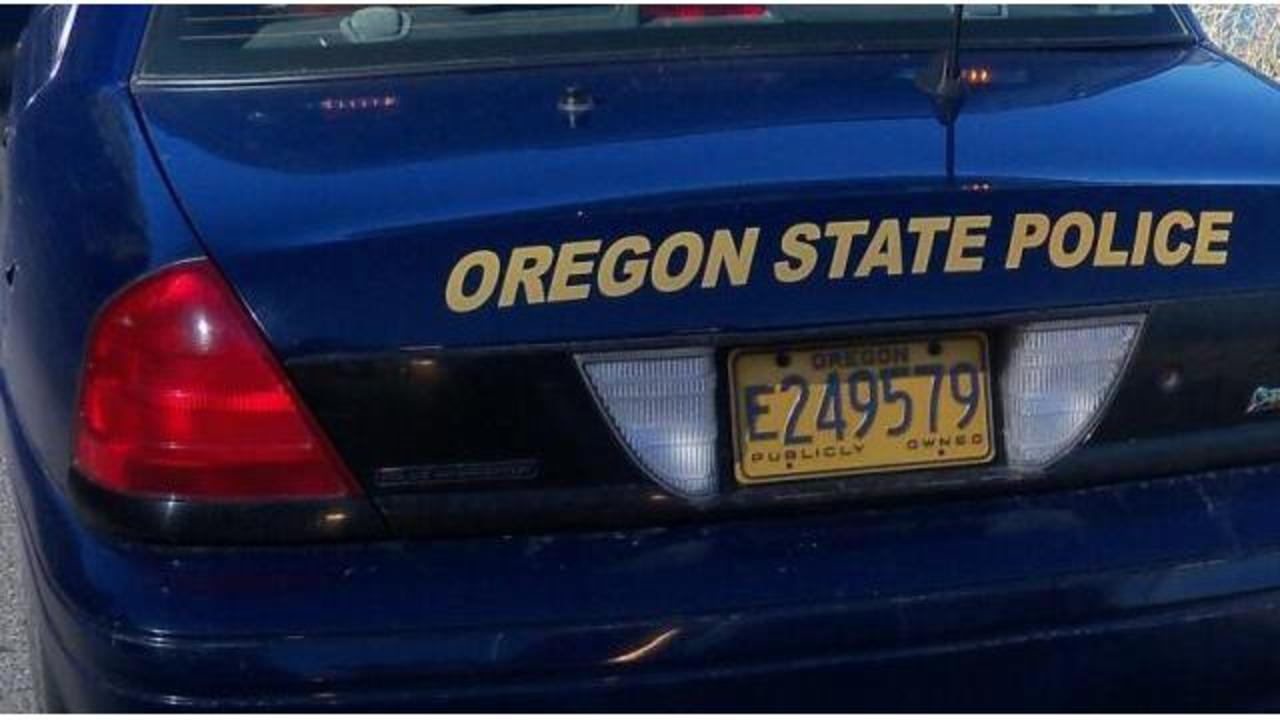 OREGON STATE POLICE
OREGON
E249579
PUBLICLY OWNED